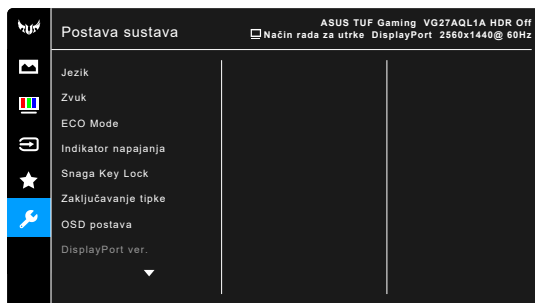 ASUS TUF Gaming VG27AQL1A HDR Off
Postava sustava
Način rada za utrke DisplayPort 2560x1440@ 60Hz
Jezik
Zvuk
ECO Mode
Indikator napajanja
Snaga Key Lock
Zaključavanje tipke
OSD postava
DisplayPort ver.